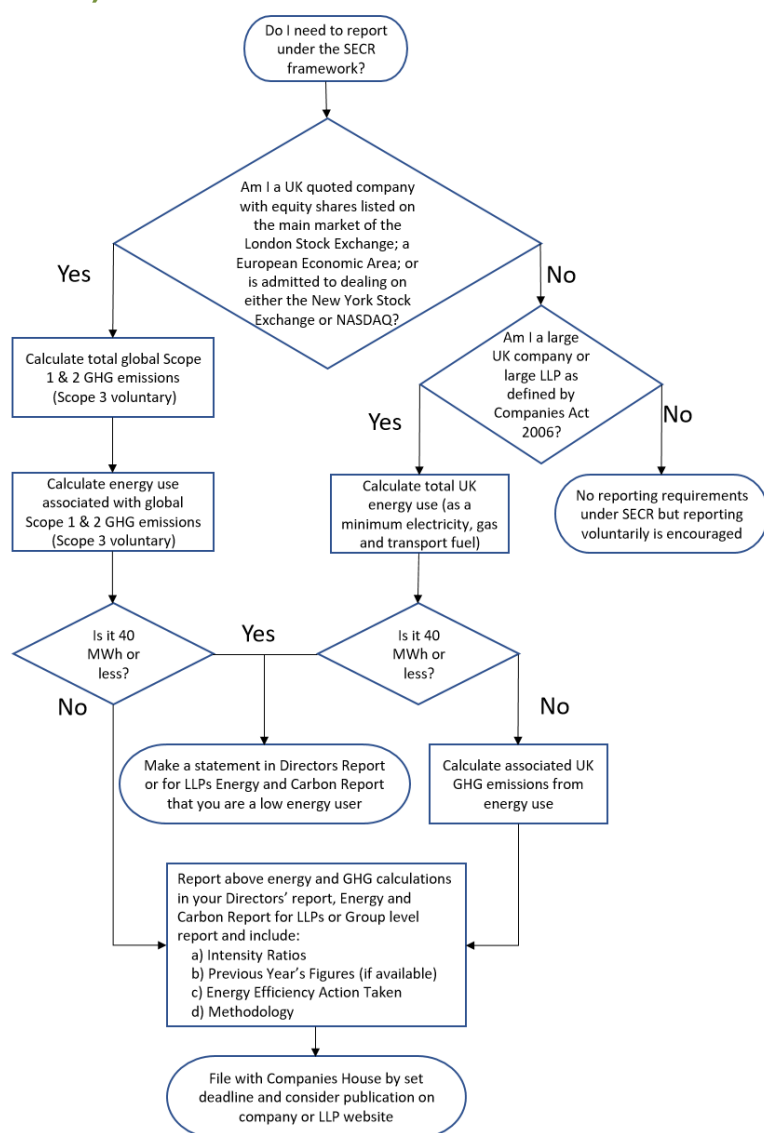 Do I need to report
under the SECR
framework?
Am I a UK quoted company
with equity shares listed on
the main market of the
London Stock Exchange; a
European Economic Area; or
is admitted to dealing on
either the New York Stock
Exchange or NASDAQ?
Yes
No
Calculate total global Scope
1 & 2 GHG emissions
(Scope 3 voluntary)
Am I a large
UK company or
large LLP as
defined by
Companies Act
2006?
Yes
No
Calculate energy use
associated with global
Scope 1 & 2 GHG emissions
(Scope 3 voluntary)
Calculate total UK
energy use (as a
minimum electricity, gas
and transport fuel)
No reporting requirements
under SECR but reporting
voluntarily is encouraged
Is it 40
MWh or
less?
Yes
Is it 40
MWh or
less?
No
No
Make a statement in Directors Report
or for LLPs Energy and Carbon Report
that you are a low energy user
Calculate associated UK
GHG emissions from
energy use
Report above energy and GHG calculations
in your Directors' report, Energy and
Carbon Report for LLPs or Group level
report and include:
a) Intensity Ratios
b) Previous Year's Figures (if available)
c) Energy Efficiency Action Taken
d) Methodology
File with Companies House by set
deadline and consider publication on
company or LLP website